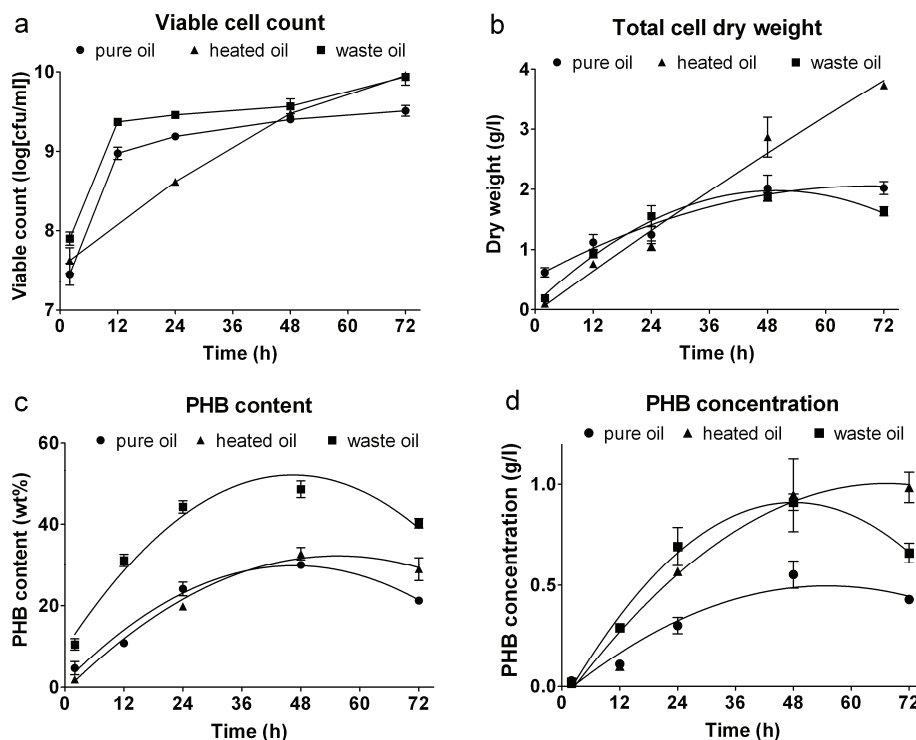 a
Viable cell count
pure oil heated oil waste oil
Viable count (log[cfu/ml])
10
9
8
7
0 12 24 36 48 60 72
Time (h)
b
Total cell dry weight
pure oil heated oil waste oil
Dry weight (g/l)
4
3
2
1
0
0 12 24 36 48 60 72
Time (h)
c
PHB content
pure oil heated oil waste oil
PHB content (wt%)
60
40
20
0
0 12 24 36 48 60 72
Time (h)
d
PHB concentration
pure oil heated oil waste oil
PHB concentration (g/l)
1.0
0.5
0.0
0 12 24 36 48 60 72
Time (h)